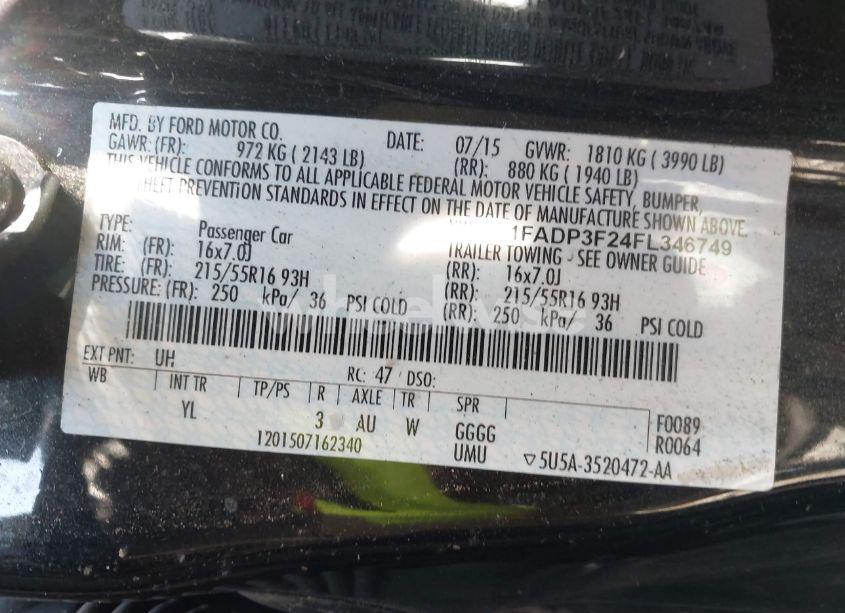 MFD. BY FORD MOTOR CO. DATE: 07/15 GVWR: 1810 KG ( 3990 LB)
GAWR:(FR): 972 KG ( 2143 LB) (RR): 880 KG ( 1940 LB)
THIS VEHICLE CONFORMS TO ALL APPLICABLE FEDERAL MOTOR VEHICLE SAFETY, BUMPER,
THEFT PREVENTION STANDARDS IN EFFECT ON THE DATE OF MANUFACTURE SHOWN ABOVE.
1FADP3F24FL346749
TYPE: Passenger Car TRAILER TOWING - SEE OWNER GUIDE
RIM: (FR): 16x7.0J (RR): 16x7.0J
TIRE: (FR): 215/55R16 93H (RR): 215/55R16 93H
PRESSURE:(FR): 250 kPa/ 36 PSI COLD (RR): 250 kPa/ 36 PSI COLD
EXT PNT: UH RC: 47 DSO:
WB INT TR TP/PS R AXLE TR SPR
YL 3 AU W GGGG F0089
1201507162340 UMU R0064
5U5A-3520472-AA